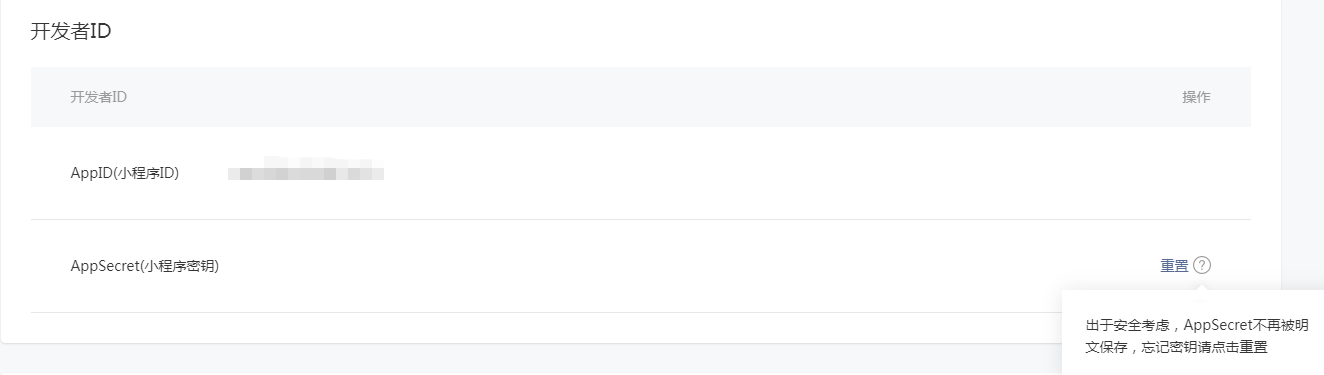 开发者ID
开发者ID 操作
AppID(小程序ID)
AppSecret(小程序密钥) 重置 ?
出于安全考虑，AppSecret不再被明
文保存，忘记密钥请点击重置